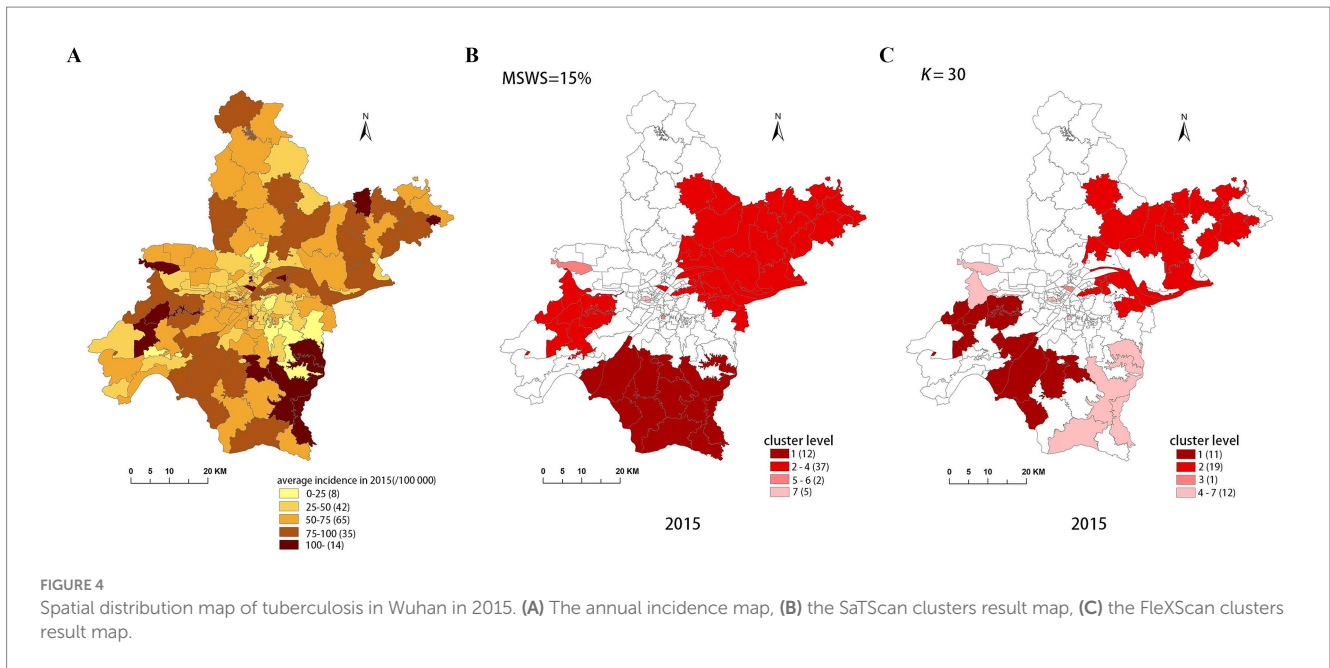 A
N
0 5 10 20 KM
average incidence in 2015(/100 000)
0-25 (8)
25-50 (42)
50-75 (65)
75-100 (35)
100- (14)
B
MSWS=15%
N
cluster level
1 (12)
2 - 4 (37)
5 - 6 (2)
7 (5)
0 5 10 20 KM
2015
C
K = 30
N
cluster level
1 (11)
2 (19)
3 (1)
4 - 7 (12)
0 5 10 20 KM
2015
FIGURE 4
Spatial distribution map of tuberculosis in Wuhan in 2015. (A) The annual incidence map, (B) the SaTScan clusters result map, (C) the FleXScan clusters
result map.